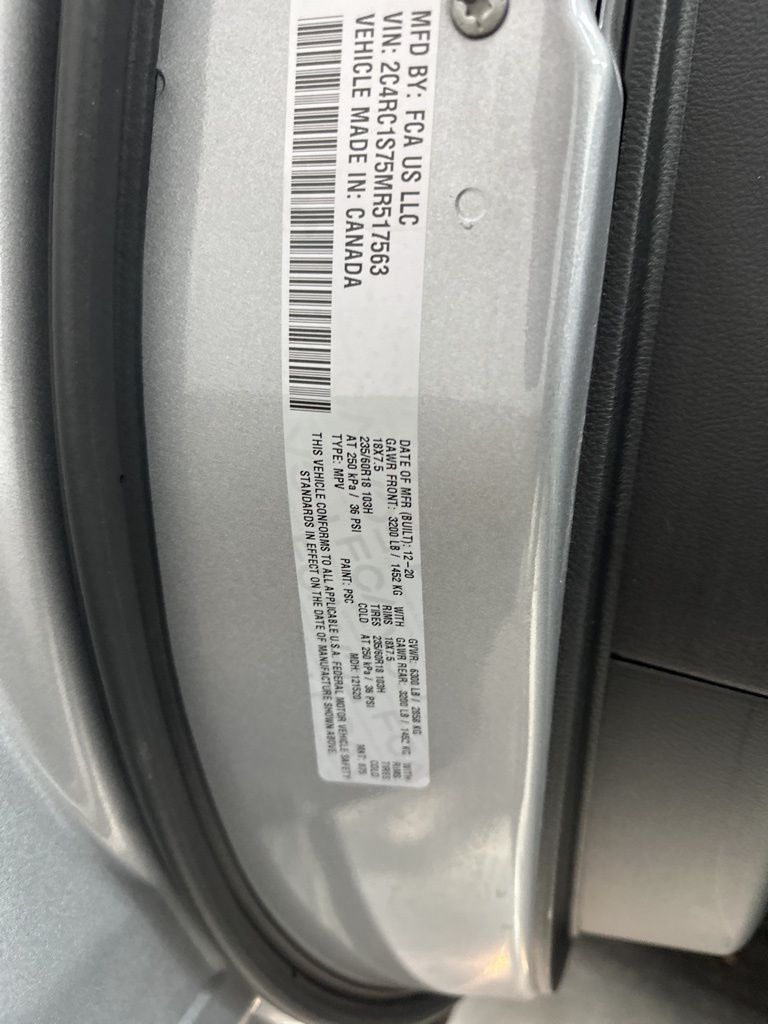 MFD BY: FCA US LLC
VIN: 2C4RC1S75MR517563
VEHICLE MADE IN: CANADA
DATE OF MFR (BUILT): 12-20 GVWR: 6300 LB / 2858 KG
GAWR FRONT: 3200 LB / 1452 KG WITH GAWR REAR: 3200 LB / 1452 KG WITH
18X7.5 RIMS 18X7.5 RIMS
235/60R18 103H TIRES 235/60R18 103H TIRES
AT 250 kPa / 36 PSI COLD AT 250 kPa / 36 PSI COLD
TYPE: MPV PAINT: PSC MDH: 121520
THIS VEHICLE CONFORMS TO ALL APPLICABLE U.S.A. FEDERAL MOTOR VEHICLE SAFETY
STANDARDS IN EFFECT ON THE DATE OF MANUFACTURE SHOWN ABOVE.